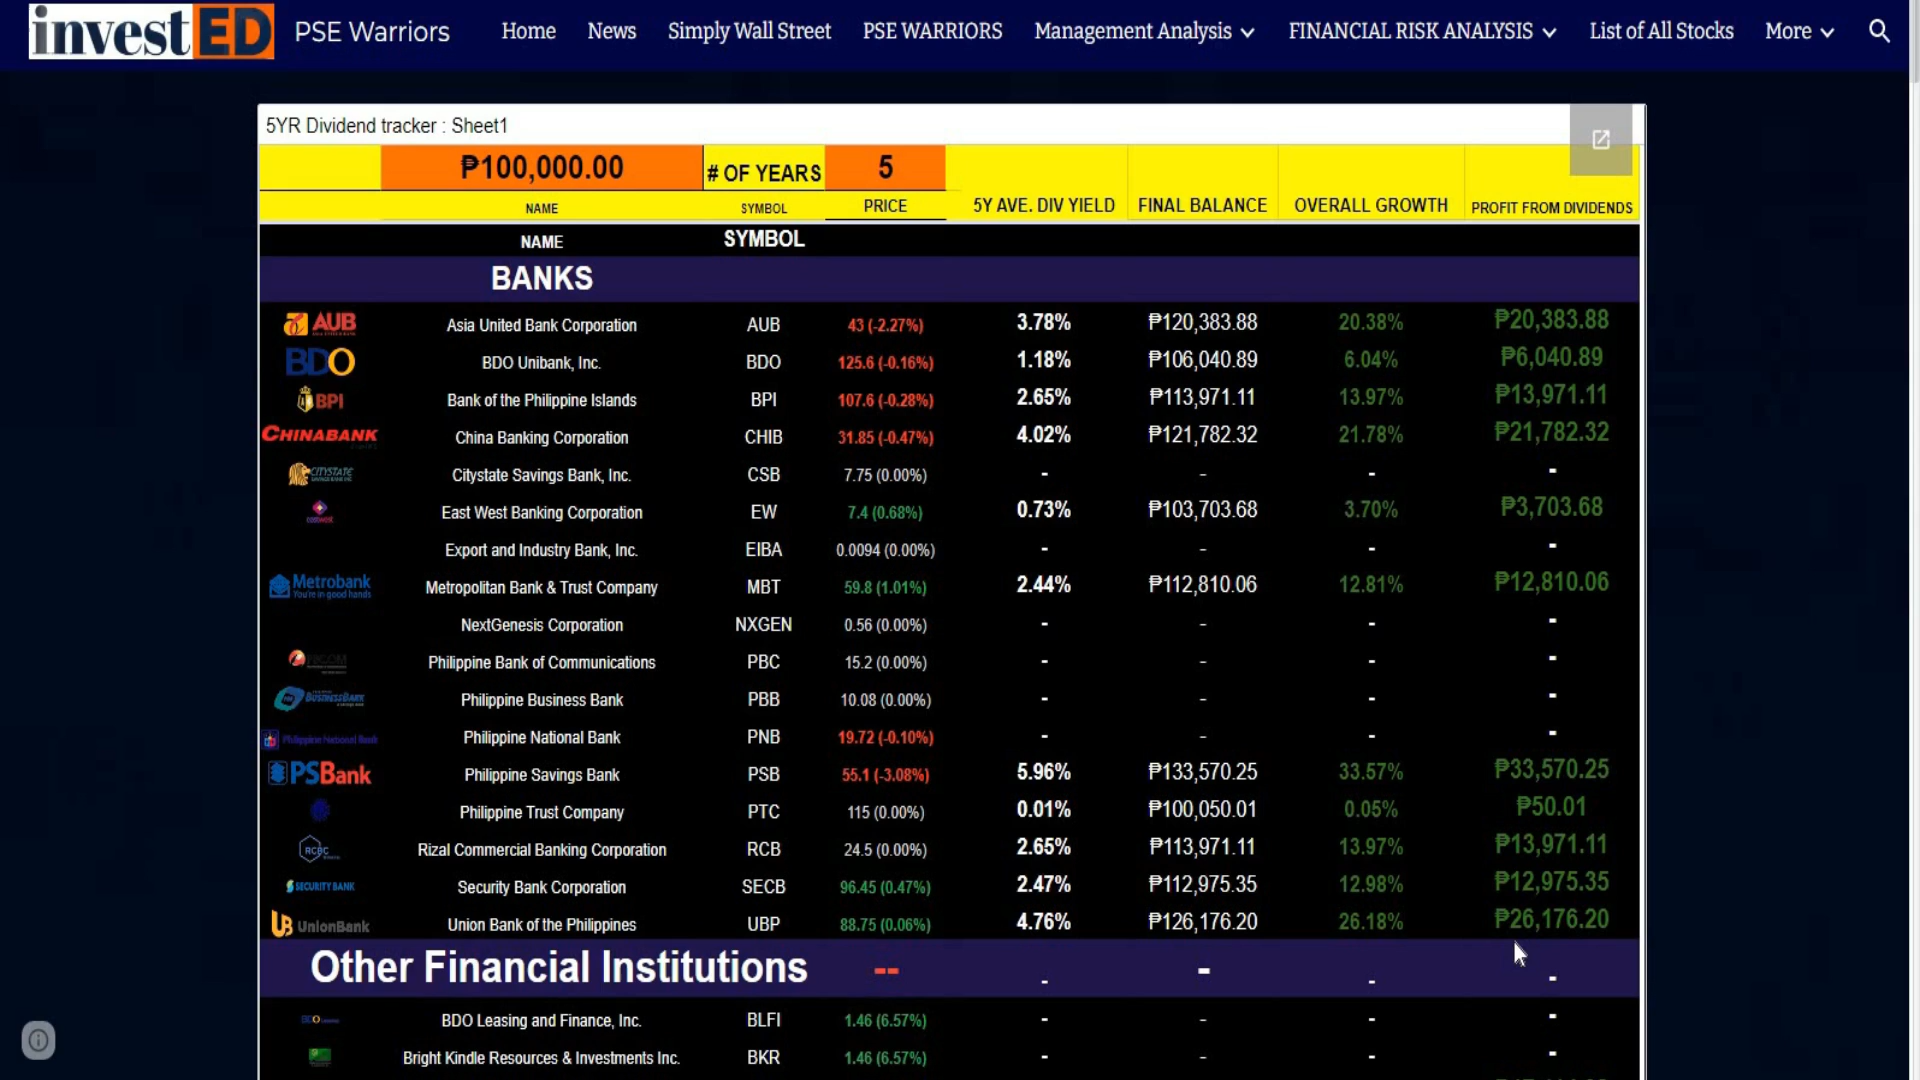 investED PSE Warriors Home News Simply Wall Street PSE WARRIORS Management Analysis FINANCIAL RISK ANALYSIS List of All Stocks More
5YR Dividend tracker : Sheet1
₱100,000.00 # OF YEARS 5
NAME SYMBOL PRICE 5Y AVE. DIV YIELD FINAL BALANCE OVERALL GROWTH PROFIT FROM DIVIDENDS
NAME SYMBOL
BANKS
AUB Asia United Bank Corporation AUB 43 (-2.27%) 3.78% ₱120,383.88 20.38% ₱20,383.88
BDO BDO Unibank, Inc. BDO 125.6 (-0.16%) 1.18% ₱106,040.89 6.04% ₱6,040.89
BPI Bank of the Philippine Islands BPI 107.6 (-0.28%) 2.65% ₱113,971.11 13.97% ₱13,971.11
CHINABANK China Banking Corporation CHIB 31.85 (-0.47%) 4.02% ₱121,782.32 21.78% ₱21,782.32
CITYSTATE Citystate Savings Bank, Inc. CSB 7.75 (0.00%) - - - -
East West Banking Corporation EW 7.4 (0.68%) 0.73% ₱103,703.68 3.70% ₱3,703.68
Export and Industry Bank, Inc. EIBA 0.0094 (0.00%) - - - -
Metrobank You're in good hands Metropolitan Bank & Trust Company MBT 59.8 (1.01%) 2.44% ₱112,810.06 12.81% ₱12,810.06
NextGenesis Corporation NXGEN 0.56 (0.00%) - - - -
Philippine Bank of Communications PBC 15.2 (0.00%) - - - -
BUSINESSBANK Philippine Business Bank PBB 10.08 (0.00%) - - - -
Philippine National Bank Philippine National Bank PNB 19.72 (-0.10%) - - - -
PSBank Philippine Savings Bank PSB 55.1 (-3.08%) 5.96% ₱133,570.25 33.57% ₱33,570.25
Philippine Trust Company PTC 115 (0.00%) 0.01% ₱100,050.01 0.05% ₱50.01
RCBC Rizal Commercial Banking Corporation RCB 24.5 (0.00%) 2.65% ₱113,971.11 13.97% ₱13,971.11
SECURITY BANK Security Bank Corporation SECB 96.45 (0.47%) 2.47% ₱112,975.35 12.98% ₱12,975.35
UB UnionBank Union Bank of the Philippines UBP 88.75 (0.06%) 4.76% ₱126,176.20 26.18% ₱26,176.20
Other Financial Institutions -- - - - -
BDO BDO Leasing and Finance, Inc. BLFI 1.46 (6.57%) - - - -
Bright Kindle Resources & Investments Inc. BKR 1.46 (6.57%) - - - -